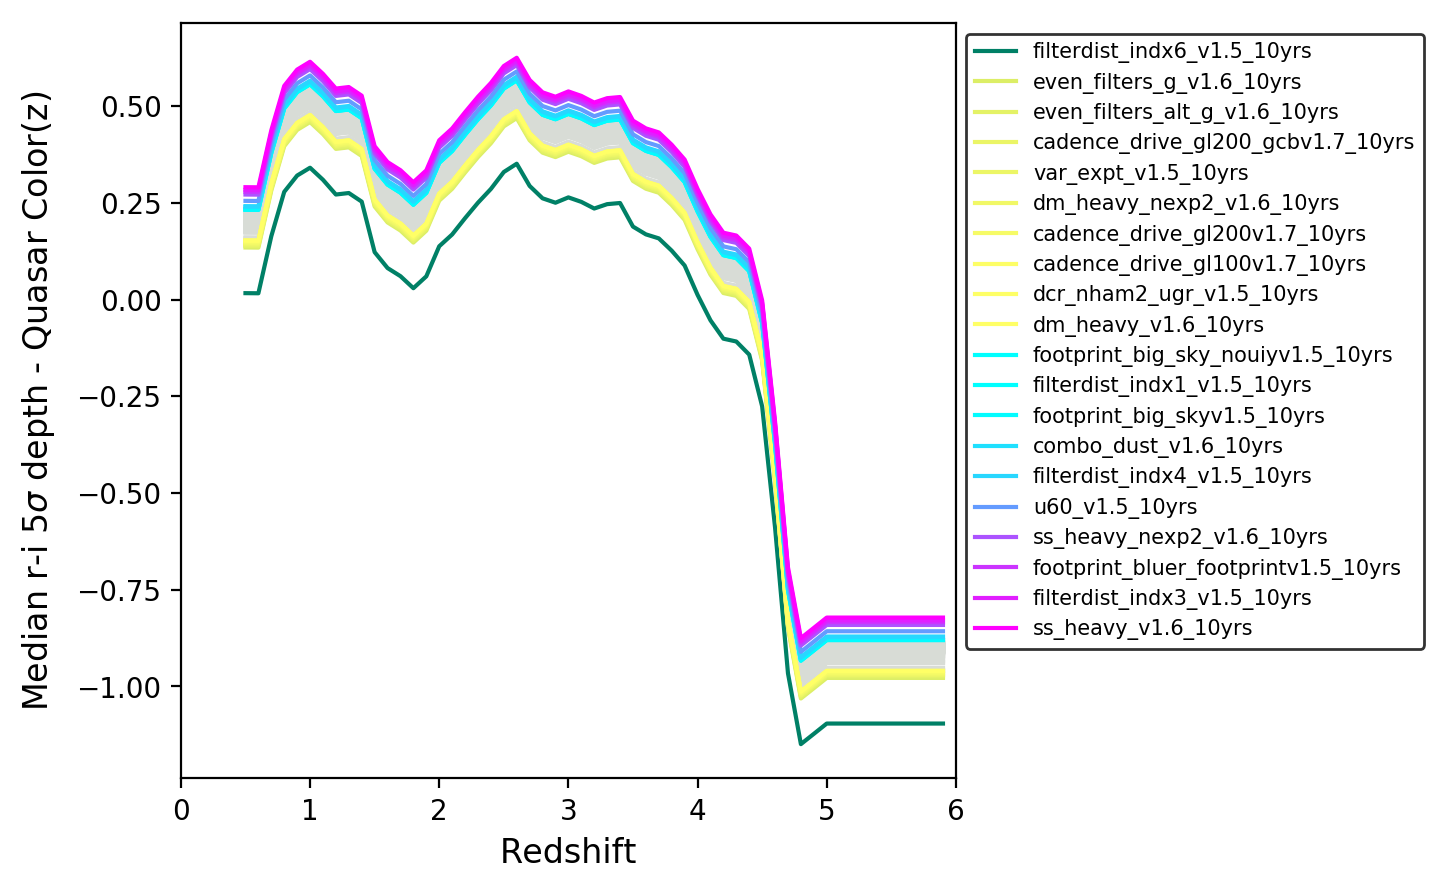 Median r-i 5σ depth - Quasar Color(z)
0.50
0.25
0.00
−0.25
−0.50
−0.75
−1.00
0 1 2 3 4 5 6
Redshift
filterdist_indx6_v1.5_10yrs
even_filters_g_v1.6_10yrs
even_filters_alt_g_v1.6_10yrs
cadence_drive_gl200_gcbv1.7_10yrs
var_expt_v1.5_10yrs
dm_heavy_nexp2_v1.6_10yrs
cadence_drive_gl200v1.7_10yrs
cadence_drive_gl100v1.7_10yrs
dcr_nham2_ugr_v1.5_10yrs
dm_heavy_v1.6_10yrs
footprint_big_sky_nouiyv1.5_10yrs
filterdist_indx1_v1.5_10yrs
footprint_big_skyv1.5_10yrs
combo_dust_v1.6_10yrs
filterdist_indx4_v1.5_10yrs
u60_v1.5_10yrs
ss_heavy_nexp2_v1.6_10yrs
footprint_bluer_footprintv1.5_10yrs
filterdist_indx3_v1.5_10yrs
ss_heavy_v1.6_10yrs